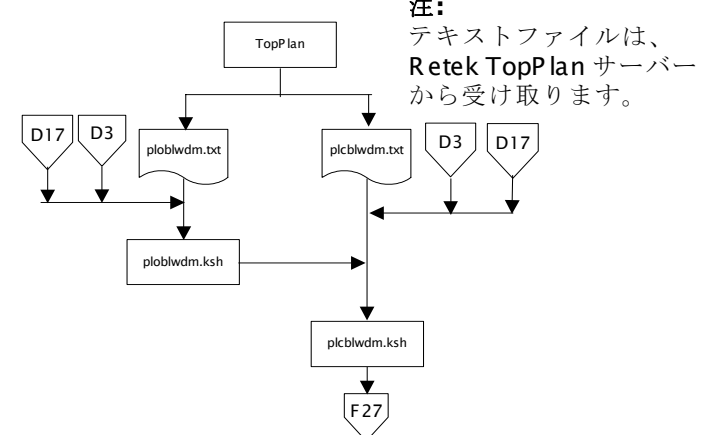 注:
テキストファイルは、
Retek TopPlan サーバー
から受け取ります。
TopPlan
D17
D3
ploblwdm.txt
plcblwdm.txt
D3
D17
ploblwdm.ksh
plcblwdm.ksh
F27